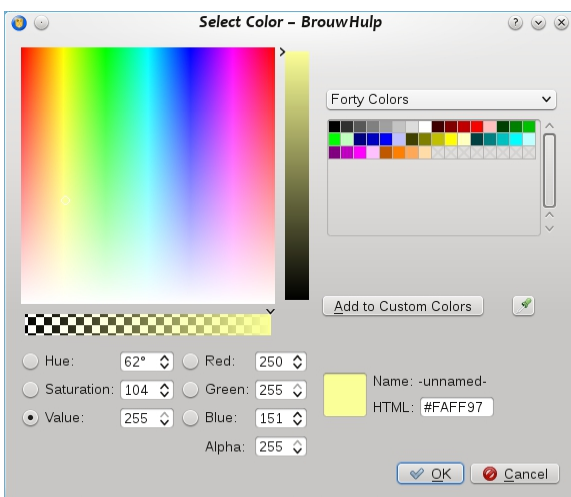 Select Color – BrouwHulp
Forty Colors
Add to Custom Colors
Hue: 62° Red: 250
Saturation: 104 Green: 255 Name: -unnamed-
Value: 255 Blue: 151 HTML: #FAFF97
Alpha: 255
OK Cancel